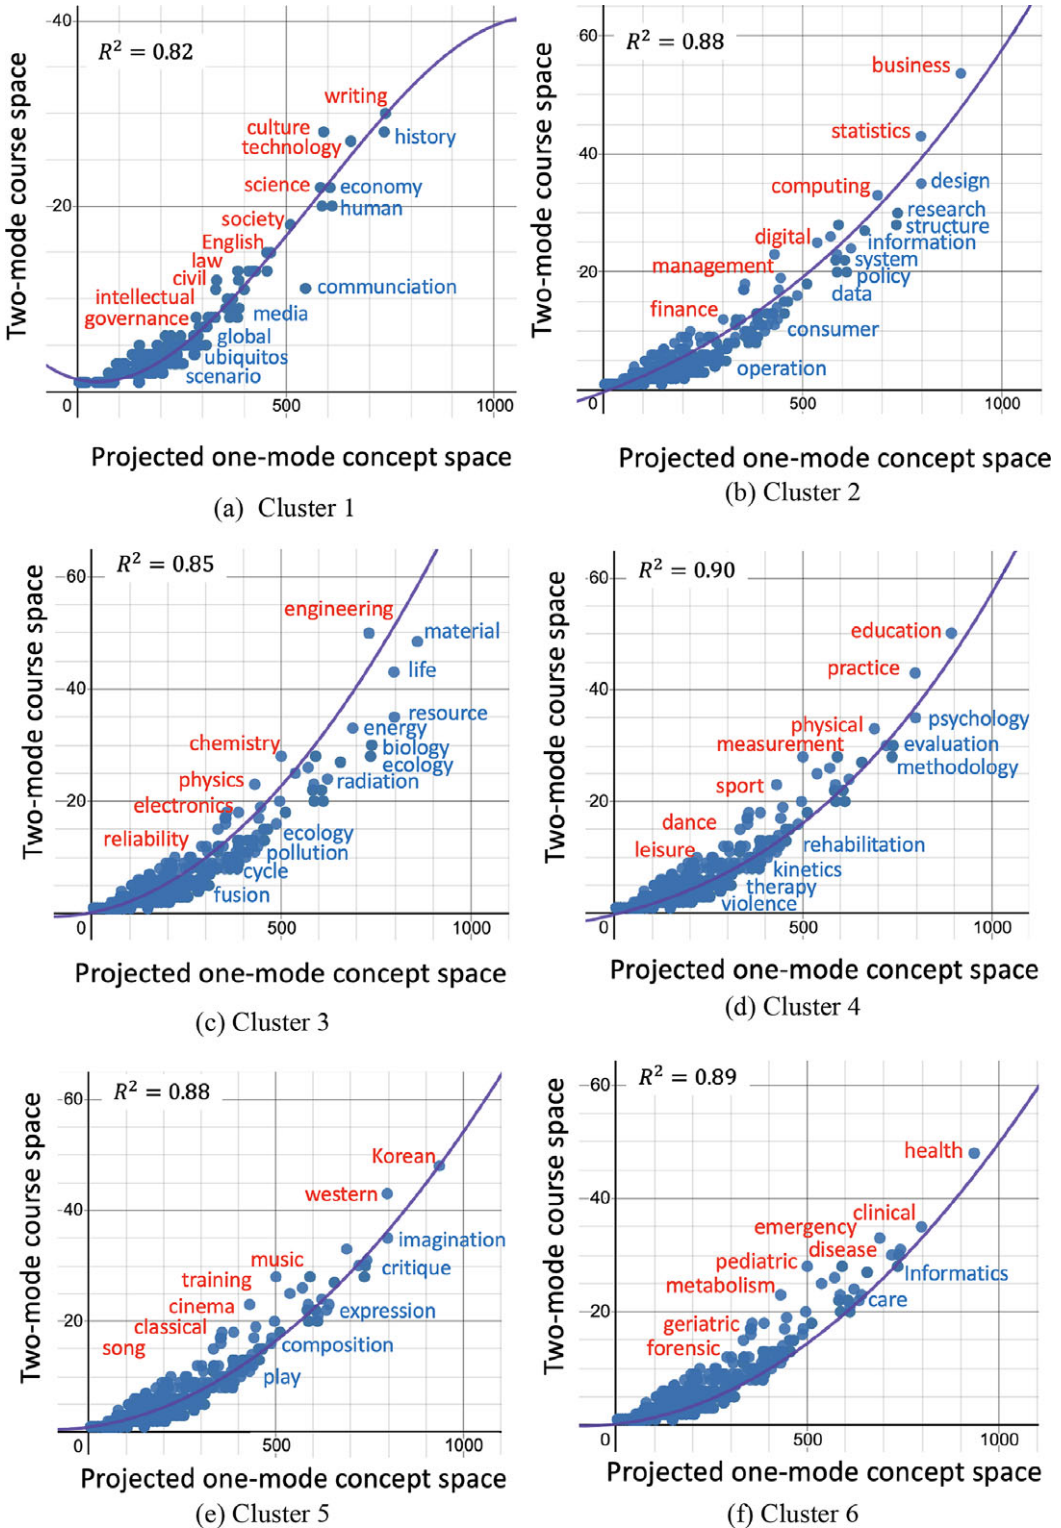 Two-mode course space
40
R² = 0.82
writing
culture
history
technology
science
economy
human
20
society
English
law
civil
communciation
intellectual
governance
media
global
ubiquitos
scenario
0
500
1000
Projected one-mode concept space
(a) Cluster 1
Two-mode course space
60
R² = 0.88
business
statistics
40
design
computing
research
structure
digital
information
management
system
20
policy
data
finance
consumer
operation
0
500
1000
Projected one-mode concept space
(b) Cluster 2
Two-mode course space
R² = 0.85
60
engineering
material
life
40
resource
energy
chemistry
biology
ecology
physics
radiation
electronics
20
reliability
ecology
pollution
cycle
fusion
0
500
1000
Projected one-mode concept space
(c) Cluster 3
Two-mode course space
R² = 0.90
60
education
practice
40
physical
psychology
measurement
evaluation
methodology
sport
20
dance
leisure
rehabilitation
kinetics
therapy
violence
0
500
1000
Projected one-mode concept space
(d) Cluster 4
Two-mode course space
R² = 0.88
60
Korean
western
40
imagination
music
critique
training
cinema
expression
classical
20
song
composition
play
0
500
1000
Projected one-mode concept space
(e) Cluster 5
Two-mode course space
R² = 0.89
60
health
40
clinical
emergency
disease
pediatric
Informatics
metabolism
care
20
geriatric
forensic
0
500
1000
Projected one-mode concept space
(f) Cluster 6